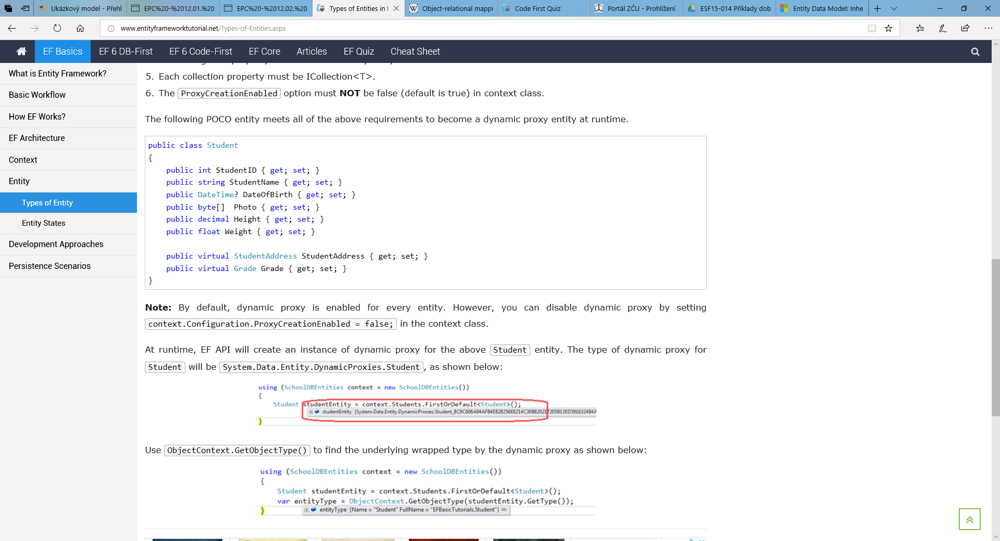 Ukázkový model - Přehl
EPC%20-%2012.01.%20
EPC%20-%2012.02.%20
Types of Entities in
Object-relational mappi
Code First Quiz
Portál ZČU - Prohlížení
ESF15-014 Příklady dob
Entity Data Model: Inhe
www.entityframeworktutorial.net/Types-of-Entities.aspx
EF Basics
EF 6 DB-First
EF 6 Code-First
EF Core
Articles
EF Quiz
Cheat Sheet
What is Entity Framework?
Basic Workflow
How EF Works?
EF Architecture
Context
Entity
Types of Entity
Entity States
Development Approaches
Persistence Scenarios
5. Each collection property must be ICollection<T>.
6. The ProxyCreationEnabled option must NOT be false (default is true) in context class.
The following POCO entity meets all of the above requirements to become a dynamic proxy entity at runtime.
public class Student
{
public int StudentID { get; set; }
public string StudentName { get; set; }
public DateTime? DateOfBirth { get; set; }
public byte[]  Photo { get; set; }
public decimal Height { get; set; }
public float Weight { get; set; }
public virtual StudentAddress StudentAddress { get; set; }
public virtual Grade Grade { get; set; }
}
Note: By default, dynamic proxy is enabled for every entity. However, you can disable dynamic proxy by setting
context.Configuration.ProxyCreationEnabled = false; in the context class.
At runtime, EF API will create an instance of dynamic proxy for the above Student entity. The type of dynamic proxy for
Student will be System.Data.Entity.DynamicProxies.Student, as shown below:
using (SchoolDBEntities context = new SchoolDBEntities())
{
Student studentEntity = context.Students.FirstOrDefault<Student>();
studentEntity {System.Data.Entity.DynamicProxies.Student_8C9C606A94AFB4EB28256E8214C30B620217205B13ED3916324B4A
}
Use ObjectContext.GetObjectType() to find the underlying wrapped type by the dynamic proxy as shown below:
using (SchoolDBEntities context = new SchoolDBEntities())
{
Student studentEntity = context.Students.FirstOrDefault<Student>();
var entityType = ObjectContext.GetObjectType(studentEntity.GetType());
} entityType {Name = "Student" FullName = "EFBasicTutorials.Student"}